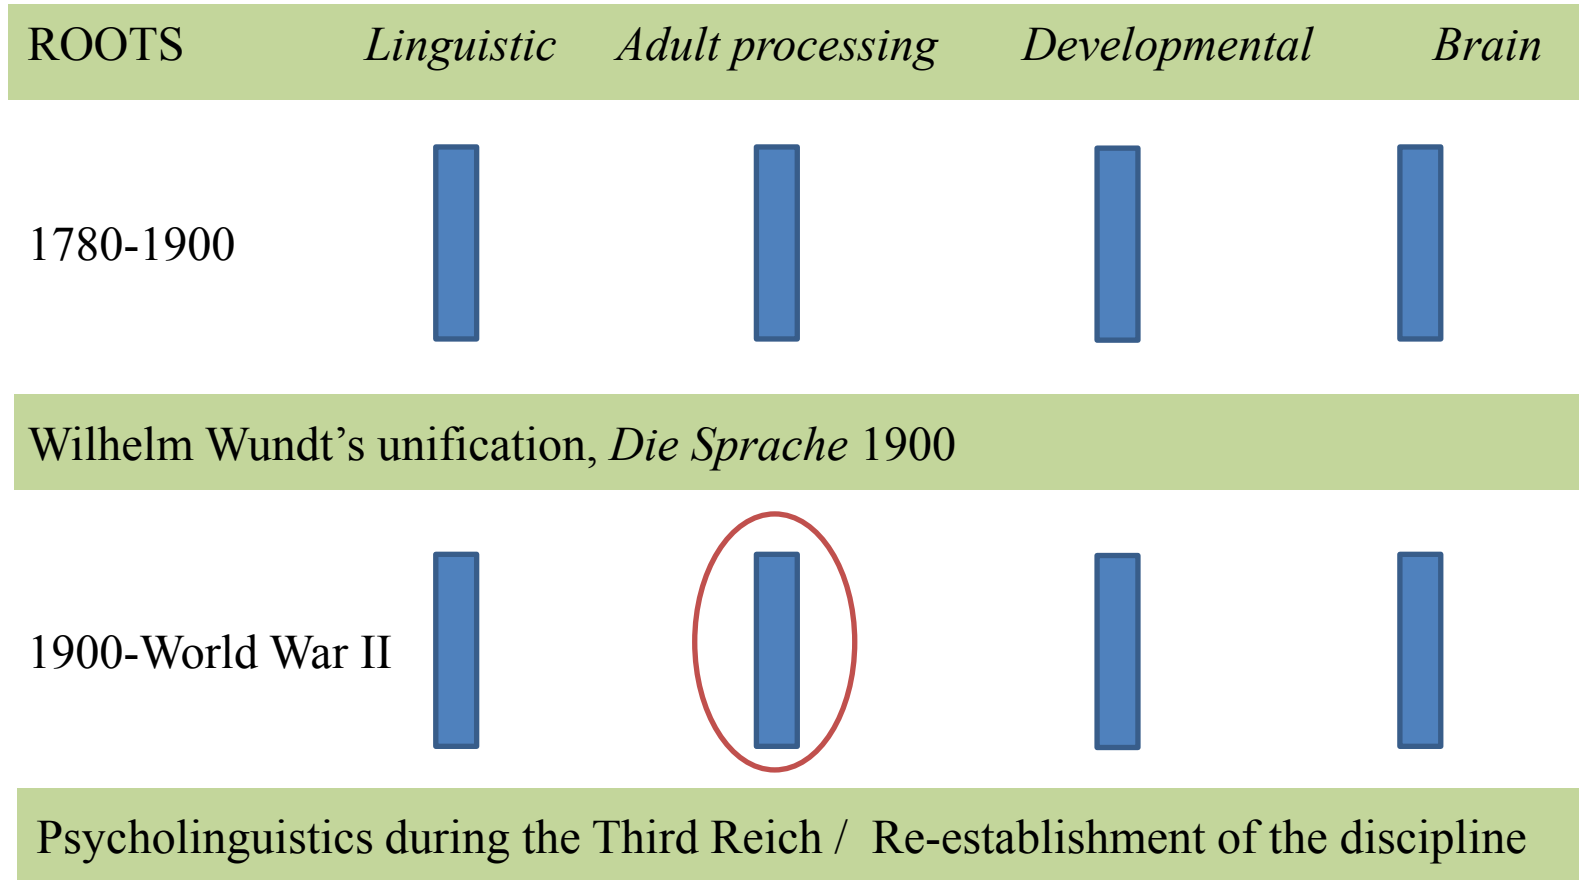 ROOTS Linguistic Adult processing Developmental Brain
1780-1900
Wilhelm Wundt’s unification, Die Sprache 1900
1900-World War II
Psycholinguistics during the Third Reich / Re-establishment of the discipline